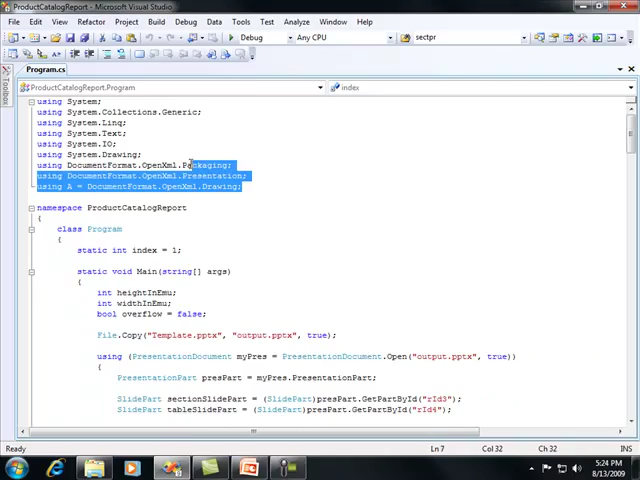 ProductCatalogReport - Microsoft Visual Studio
File Edit View Refactor Project Build Debug Data Tools Test Analyze Window Help
Debug Any CPU sectpr
Program.cs
Toolbox
ProductCatalogReport.Program index
using System;
using System.Collections.Generic;
using System.Linq;
using System.Text;
using System.IO;
using System.Drawing;
using DocumentFormat.OpenXml.Packaging;
using DocumentFormat.OpenXml.Presentation;
using A = DocumentFormat.OpenXml.Drawing;
namespace ProductCatalogReport
{
class Program
{
static int index = 1;
static void Main(string[] args)
{
int heightInEmu;
int widthInEmu;
bool overflow = false;
File.Copy("Template.pptx", "output.pptx", true);
using (PresentationDocument myPres = PresentationDocument.Open("output.pptx", true))
{
PresentationPart presPart = myPres.PresentationPart;
SlidePart sectionSlidePart = (SlidePart)presPart.GetPartById("rId3");
SlidePart tableSlidePart = (SlidePart)presPart.GetPartById("rId4");
Ready Ln 7 Col 32 Ch 32 INS
5:24 PM
8/13/2009